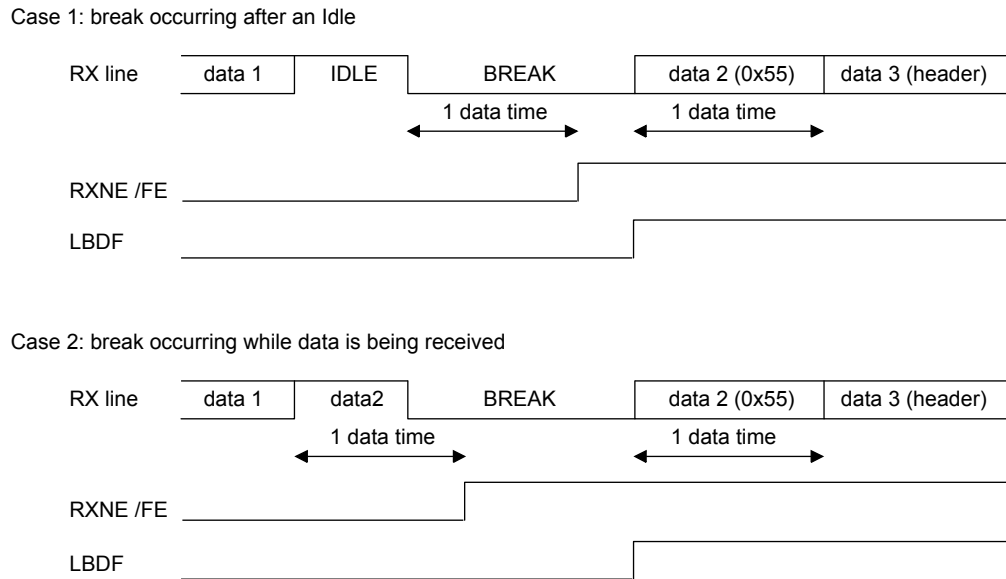 Case 1: break occurring after an Idle
RX line data 1 IDLE BREAK data 2 (0x55) data 3 (header)
1 data time 1 data time
RXNE /FE
LBDF
Case 2: break occurring while data is being received
RX line data 1 data2 BREAK data 2 (0x55) data 3 (header)
1 data time 1 data time
RXNE /FE
LBDF